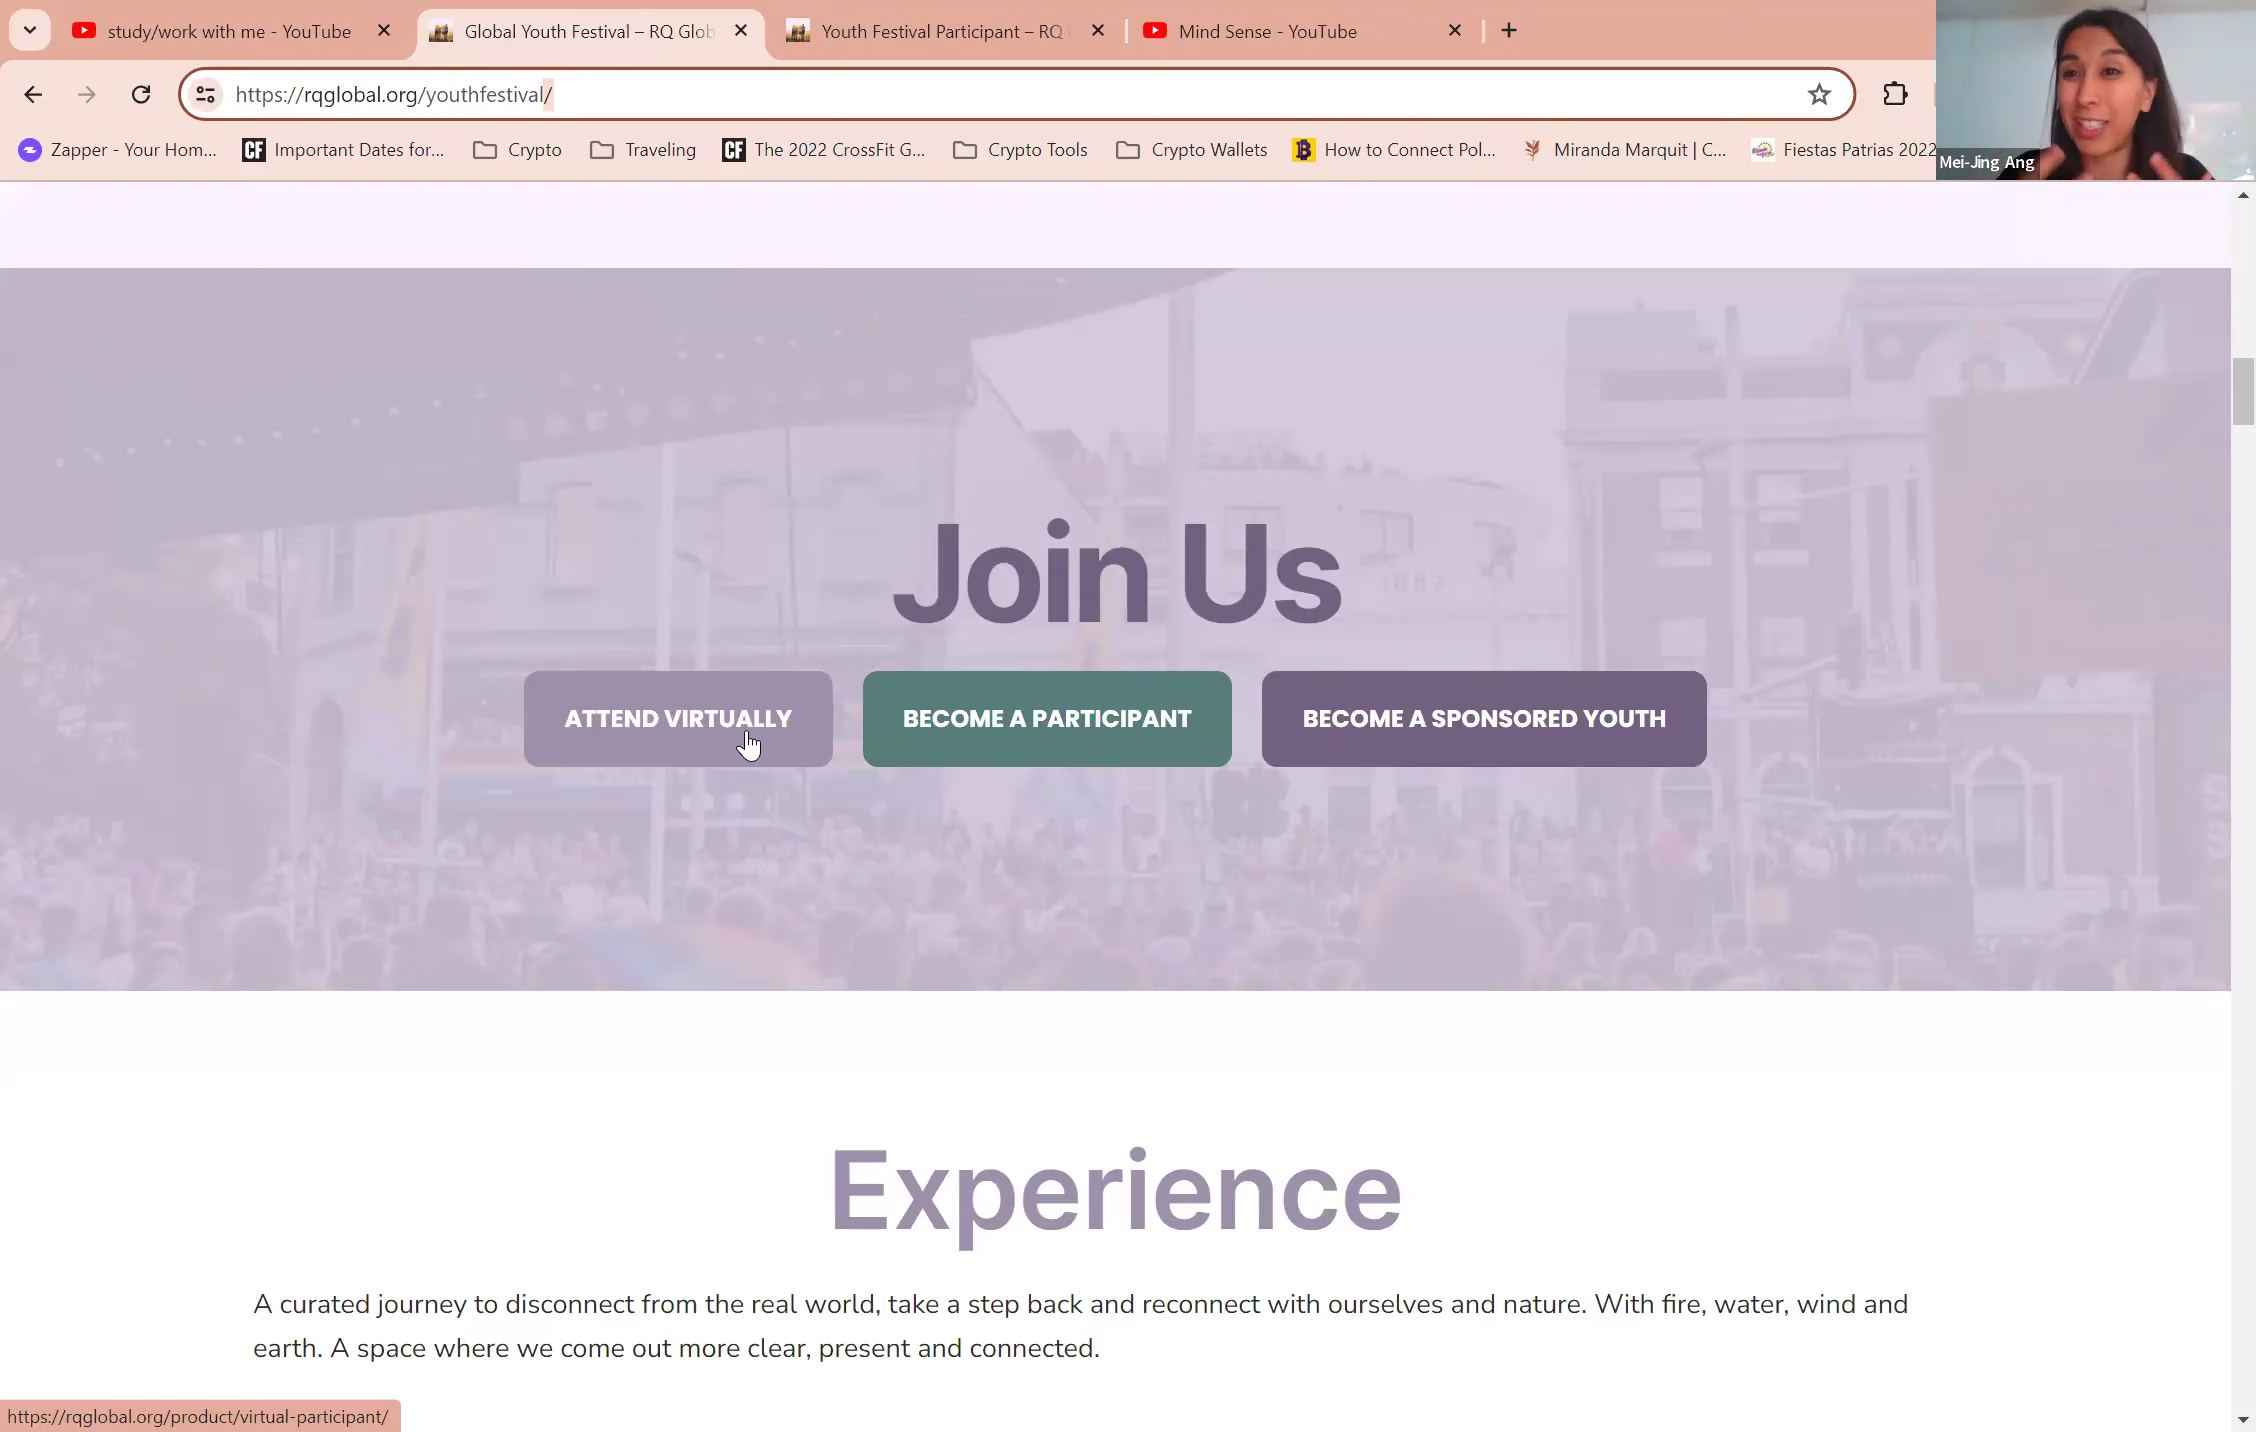 study/work with me - YouTube
Global Youth Festival – RQ Glob
Youth Festival Participant – RQ
Mind Sense - YouTube
https://rqglobal.org/youthfestival/
Zapper - Your Hom...
CF Important Dates for...
Crypto
Traveling
CF The 2022 CrossFit G...
Crypto Tools
Crypto Wallets
How to Connect Pol...
Miranda Marquit | C...
Fiestas Patrias 2022
Mei-Jing Ang
1887
Join Us
ATTEND VIRTUALLY
BECOME A PARTICIPANT
BECOME A SPONSORED YOUTH
Experience
A curated journey to disconnect from the real world, take a step back and reconnect with ourselves and nature. With fire, water, wind and
earth. A space where we come out more clear, present and connected.
https://rqglobal.org/product/virtual-participant/